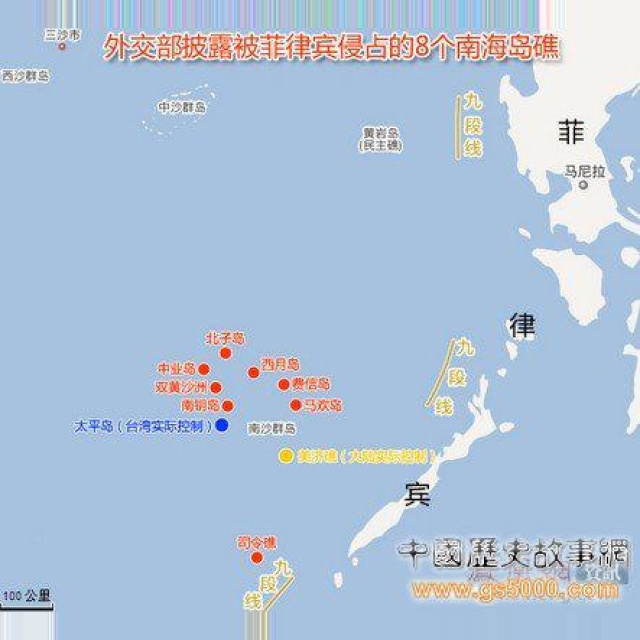 外交部披露被菲律宾侵占的8个南海岛礁
三沙市
西沙群岛
中沙群岛
黄岩岛
(民主礁)
九段线
菲
马尼拉
律
北子岛
中业岛
西月岛
双黄沙洲
费信岛
南钥岛
马欢岛
太平岛（台湾实际控制）
南沙群岛
九段线
美济礁（大陆实际控制）
宾
司令礁
九段线
中國歷史故事網
www.gs5000.com
100 公里